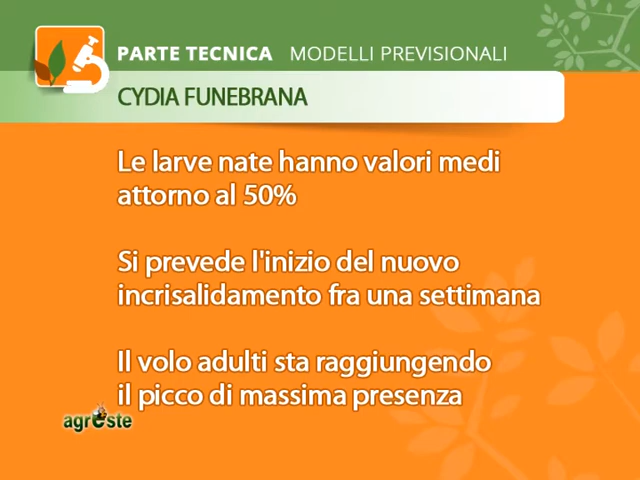 PARTE TECNICA MODELLI PREVISIONALI
CYDIA FUNEBRANA
Le larve nate hanno valori medi
attorno al 50%
Si prevede l'inizio del nuovo
incrisalidamento fra una settimana
Il volo adulti sta raggiungendo
il picco di massima presenza
agreste